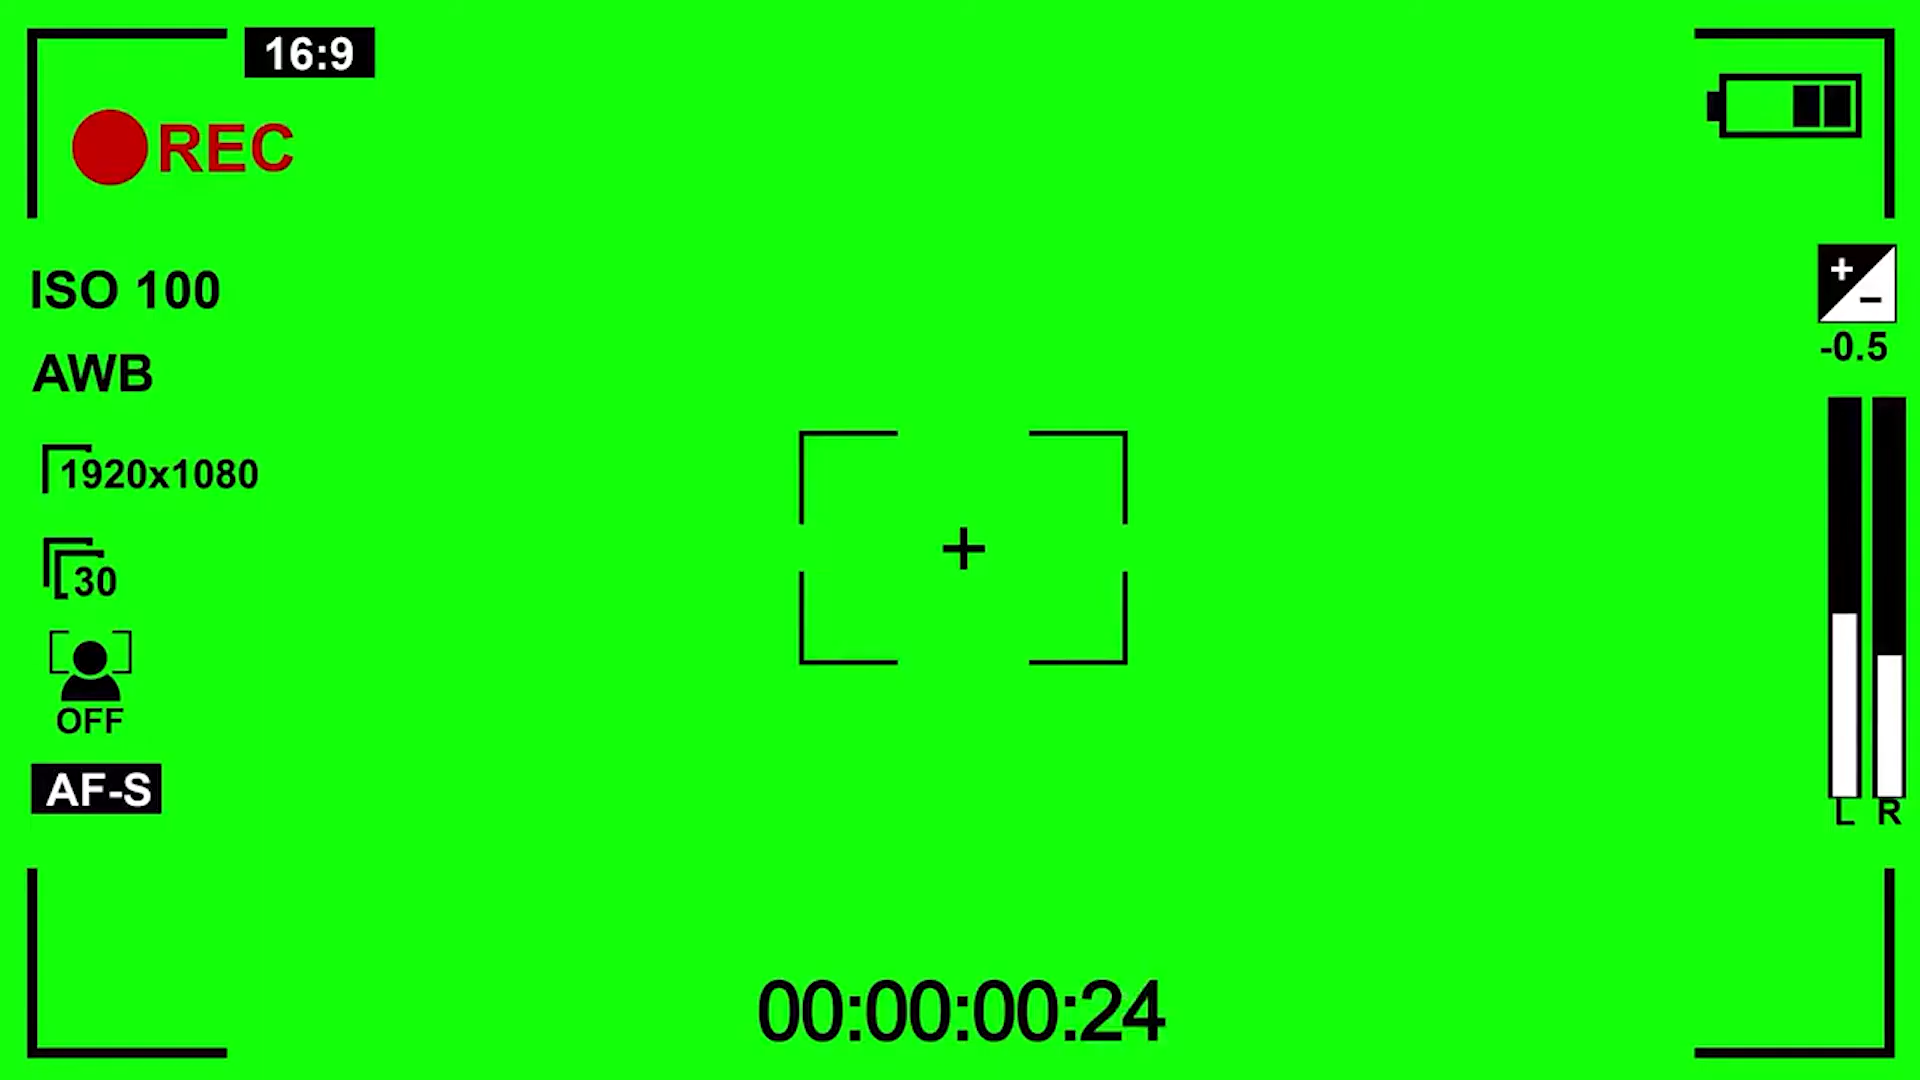 16:9
REC
ISO 100
AWB
1920x1080
30
OFF
AF-S
+
-
-0.5
L R
+
00:00:00:24